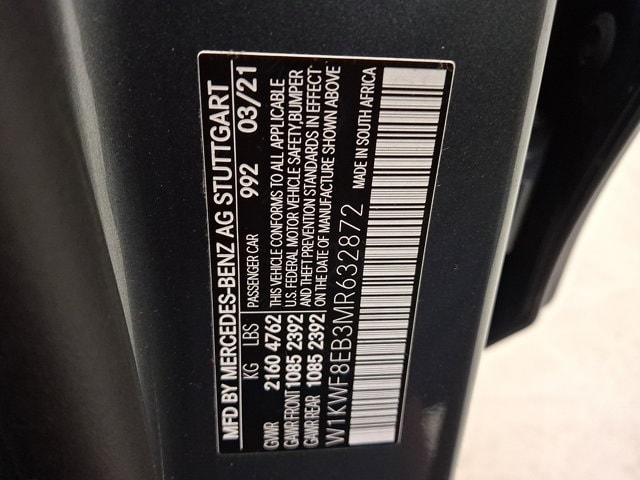 MFD BY MERCEDES-BENZ AG STUTTGART
KG LBS PASSENGER CAR 992 03/21
GVWR 2160 4762 THIS VEHICLE CONFORMS TO ALL APPLICABLE
GAWR FRONT 1085 2392 U.S. FEDERAL MOTOR VEHICLE SAFETY, BUMPER
GAWR REAR 1085 2392 AND THEFT PREVENTION STANDARDS IN EFFECT
ON THE DATE OF MANUFACTURE SHOWN ABOVE
W1KWF8EB3MR632872 MADE IN SOUTH AFRICA